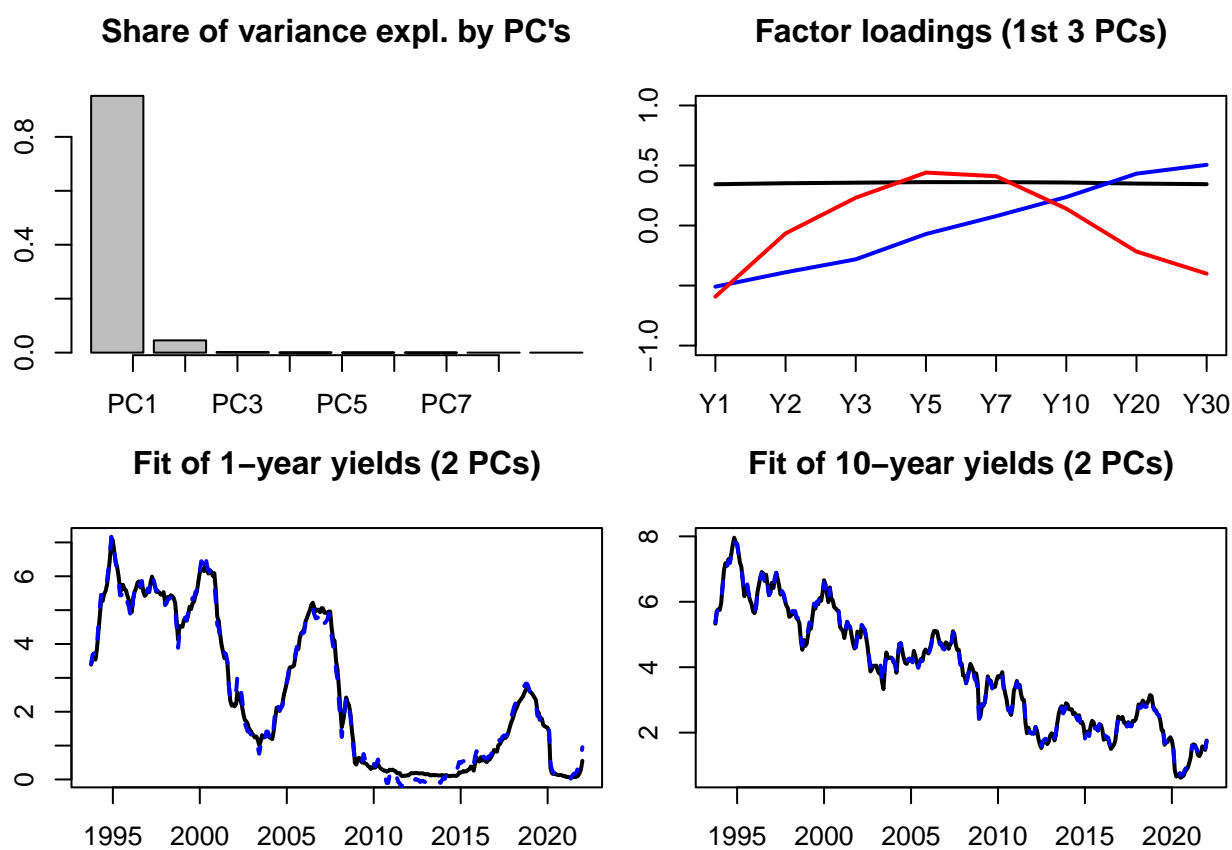 Share of variance expl. by PC's
0.8
0.4
0.0
PC1 PC3 PC5 PC7
Factor loadings (1st 3 PCs)
1.0
0.5
0.0
−1.0
Y1 Y2 Y3 Y5 Y7 Y10 Y20 Y30
Fit of 1−year yields (2 PCs)
6
4
2
0
1995 2000 2005 2010 2015 2020
Fit of 10−year yields (2 PCs)
8
6
4
2
1995 2000 2005 2010 2015 2020